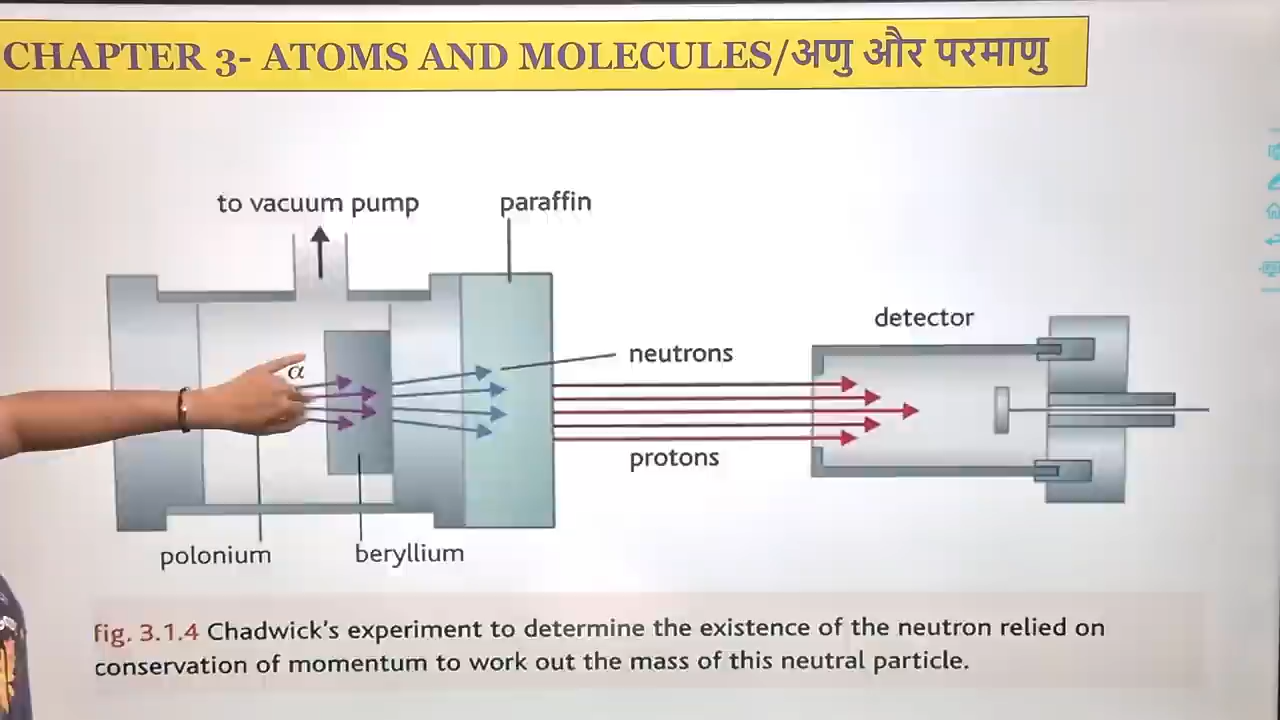 CHAPTER 3- ATOMS AND MOLECULES/अणु और परमाणु
to vacuum pump
paraffin
detector
α
neutrons
protons
polonium
beryllium
fig. 3.1.4 Chadwick's experiment to determine the existence of the neutron relied on
conservation of momentum to work out the mass of this neutral particle.